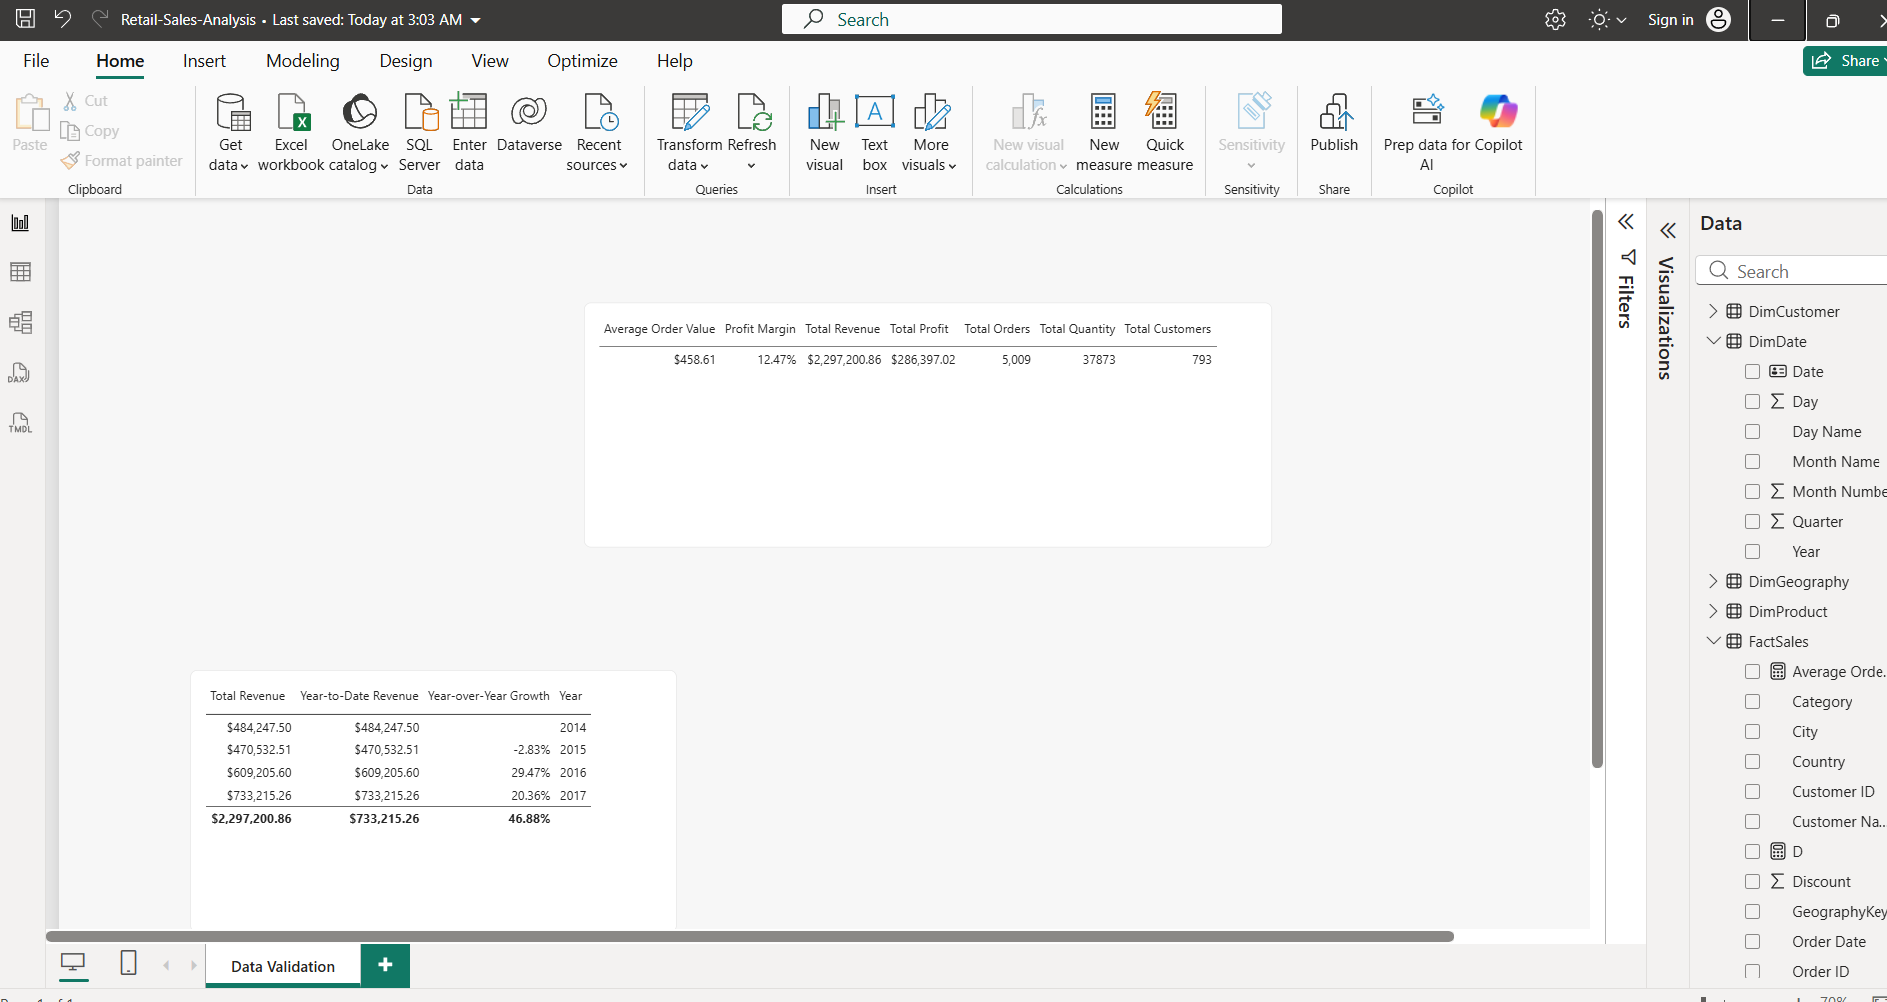 Retail-Sales-Analysis • Last saved: Today at 3:03 AM
Search
Sign in
File Home Insert Modeling Design View Optimize Help
Share
Paste
Cut
Copy
Format painter
Clipboard
Get data
Excel workbook
OneLake catalog
SQL Server
Enter data
Dataverse
Recent sources
Data
Transform data
Refresh
Queries
New visual
Text box
More visuals
Insert
New visual calculation
New measure
Quick measure
Calculations
Sensitivity
Sensitivity
Publish
Share
Prep data for AI
Copilot
Copilot
DAX
TMDL
Average Order Value Profit Margin Total Revenue Total Profit Total Orders Total Quantity Total Customers
$458.61 12.47% $2,297,200.86 $286,397.02 5,009 37873 793
Total Revenue Year-to-Date Revenue Year-over-Year Growth Year
$484,247.50 $484,247.50 2014
$470,532.51 $470,532.51 -2.83% 2015
$609,205.60 $609,205.60 29.47% 2016
$733,215.26 $733,215.26 20.36% 2017
$2,297,200.86 $733,215.26 46.88%
Filters
Visualizations
Data
Search
DimCustomer
DimDate
Date
Day
Day Name
Month Name
Month Numbe
Quarter
Year
DimGeography
DimProduct
FactSales
Average Orde...
Category
City
Country
Customer ID
Customer Na...
D
Discount
GeographyKey
Order Date
Order ID
Data Validation